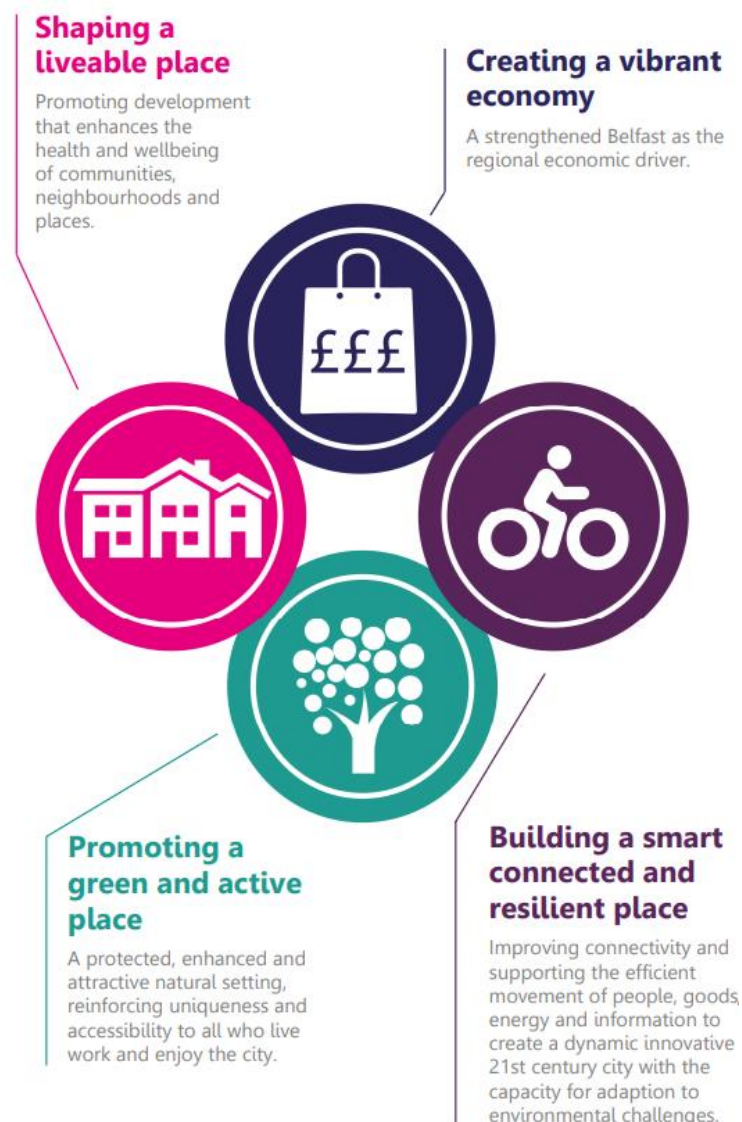 Shaping a
liveable place
Promoting development
that enhances the
health and wellbeing
of communities,
neighbourhoods and
places.
Creating a vibrant
economy
A strengthened Belfast as the
regional economic driver.
£££
Promoting a
green and active
place
A protected, enhanced and
attractive natural setting,
reinforcing uniqueness and
accessibility to all who live
work and enjoy the city.
Building a smart
connected and
resilient place
Improving connectivity and
supporting the efficient
movement of people, goods,
energy and information to
create a dynamic innovative
21st century city with the
capacity for adaption to
environmental challenges.